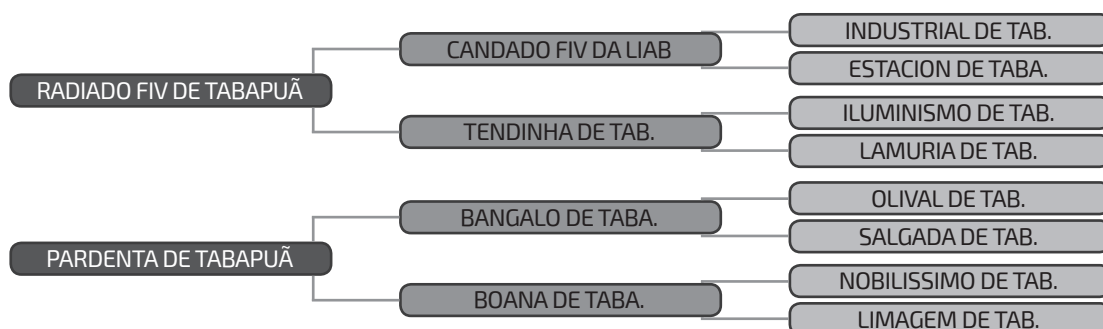 RADIADO FIV DE TABAPUÃ
CANDADO FIV DA LIAB
INDUSTRIAL DE TAB.
ESTACION DE TABA.
TENDINHA DE TAB.
ILUMINISMO DE TAB.
LAMURIA DE TAB.
PARDENTA DE TABAPUÃ
BANGALO DE TABA.
OLIVAL DE TAB.
SALGADA DE TAB.
BOANA DE TABA.
NOBILISSIMO DE TAB.
LIMAGEM DE TAB.